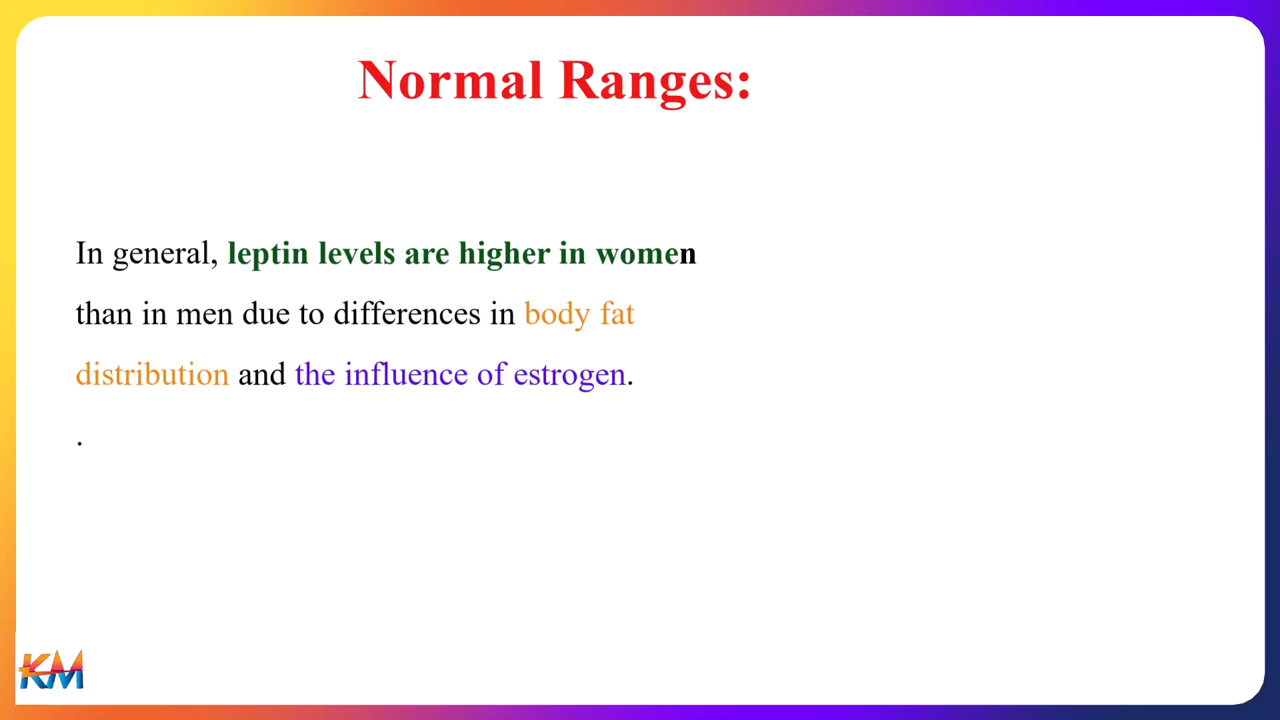 Normal Ranges:
In general, leptin levels are higher in women
than in men due to differences in body fat
distribution and the influence of estrogen.
.
KM